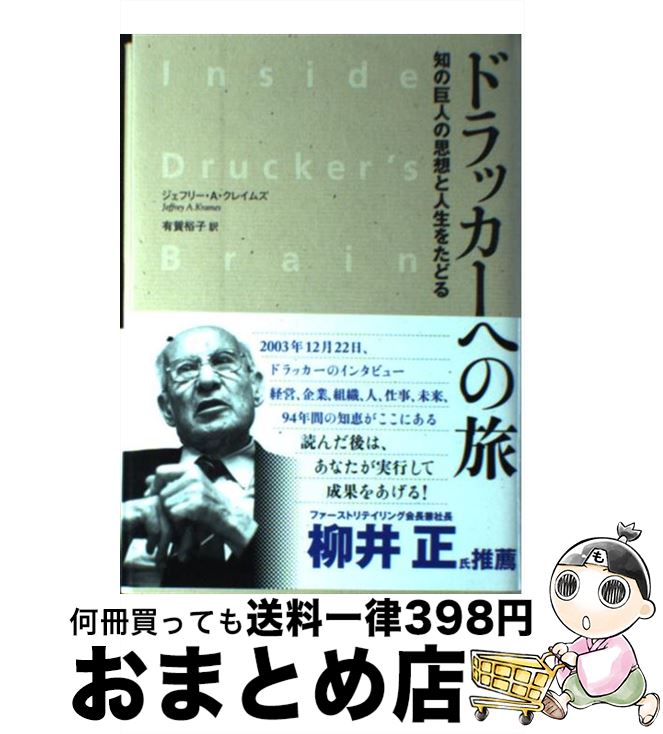 ドラッカーへの旅
知の巨人の思想と人生をたどる
Inside
Drucker's
Brain
ジェフリー・A・クレイムズ
Jeffrey A. Krames
有賀裕子 訳
2003年12月22日、
ドラッカーのインタビュー
経営、企業、組織、人、仕事、未来、
94年間の知恵がここにある
読んだ後は、
あなたが実行して
成果をあげる！
ファーストリテイリング会長兼社長
柳井 正氏推薦
も
何冊買っても送料一律398円
おまとめ店